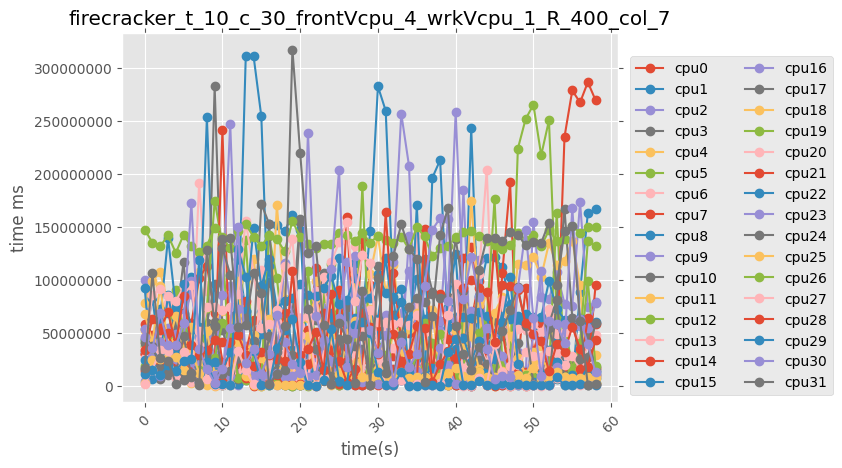 firecracker_t_10_c_30_frontVcpu_4_wrkVcpu_1_R_400_col_7
time ms
300000000
250000000
200000000
150000000
100000000
50000000
0
0
10
20
30
40
50
60
time(s)
cpu0
cpu1
cpu2
cpu3
cpu4
cpu5
cpu6
cpu7
cpu8
cpu9
cpu10
cpu11
cpu12
cpu13
cpu14
cpu15
cpu16
cpu17
cpu18
cpu19
cpu20
cpu21
cpu22
cpu23
cpu24
cpu25
cpu26
cpu27
cpu28
cpu29
cpu30
cpu31